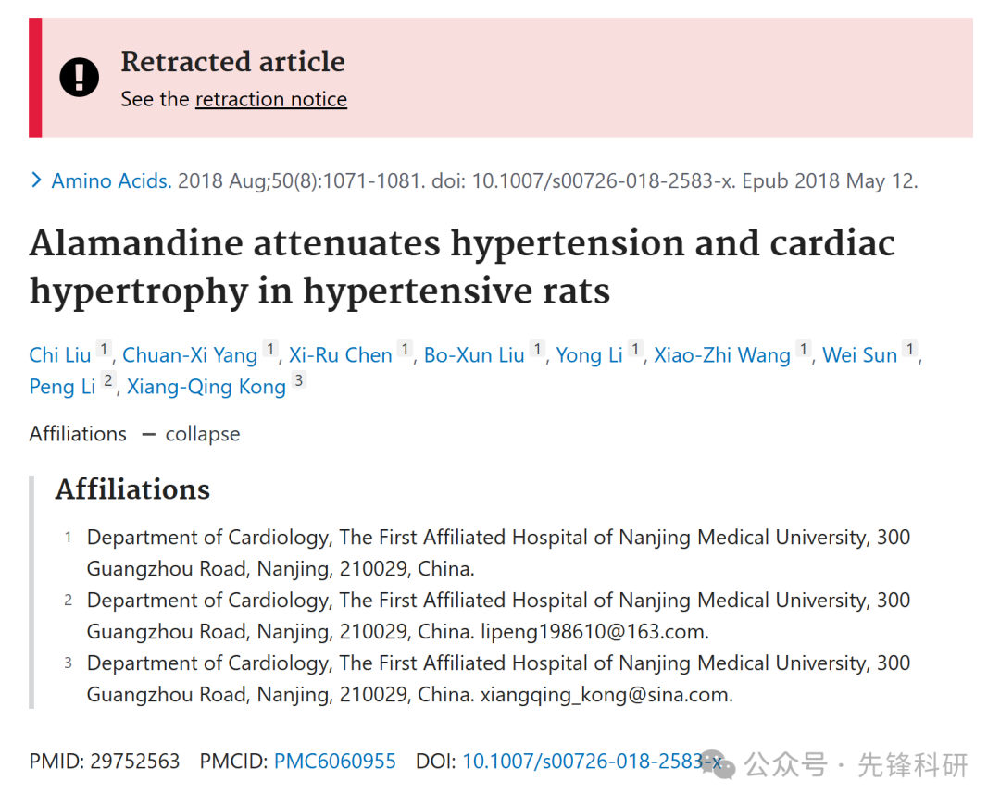 Retracted article
See the retraction notice
> Amino Acids. 2018 Aug;50(8):1071-1081. doi: 10.1007/s00726-018-2583-x. Epub 2018 May 12.
Alamandine attenuates hypertension and cardiac
hypertrophy in hypertensive rats
Chi Liu 1, Chuan-Xi Yang 1, Xi-Ru Chen 1, Bo-Xun Liu 1, Yong Li 1, Xiao-Zhi Wang 1, Wei Sun 1,
Peng Li 2, Xiang-Qing Kong 3
Affiliations — collapse
Affiliations
1 Department of Cardiology, The First Affiliated Hospital of Nanjing Medical University, 300
Guangzhou Road, Nanjing, 210029, China.
2 Department of Cardiology, The First Affiliated Hospital of Nanjing Medical University, 300
Guangzhou Road, Nanjing, 210029, China. lipeng198610@163.com.
3 Department of Cardiology, The First Affiliated Hospital of Nanjing Medical University, 300
Guangzhou Road, Nanjing, 210029, China. xiangqing_kong@sina.com.
PMID: 29752563 PMCID: PMC6060955 DOI: 10.1007/s00726-018-2583-x
公众号 · 先锋科研